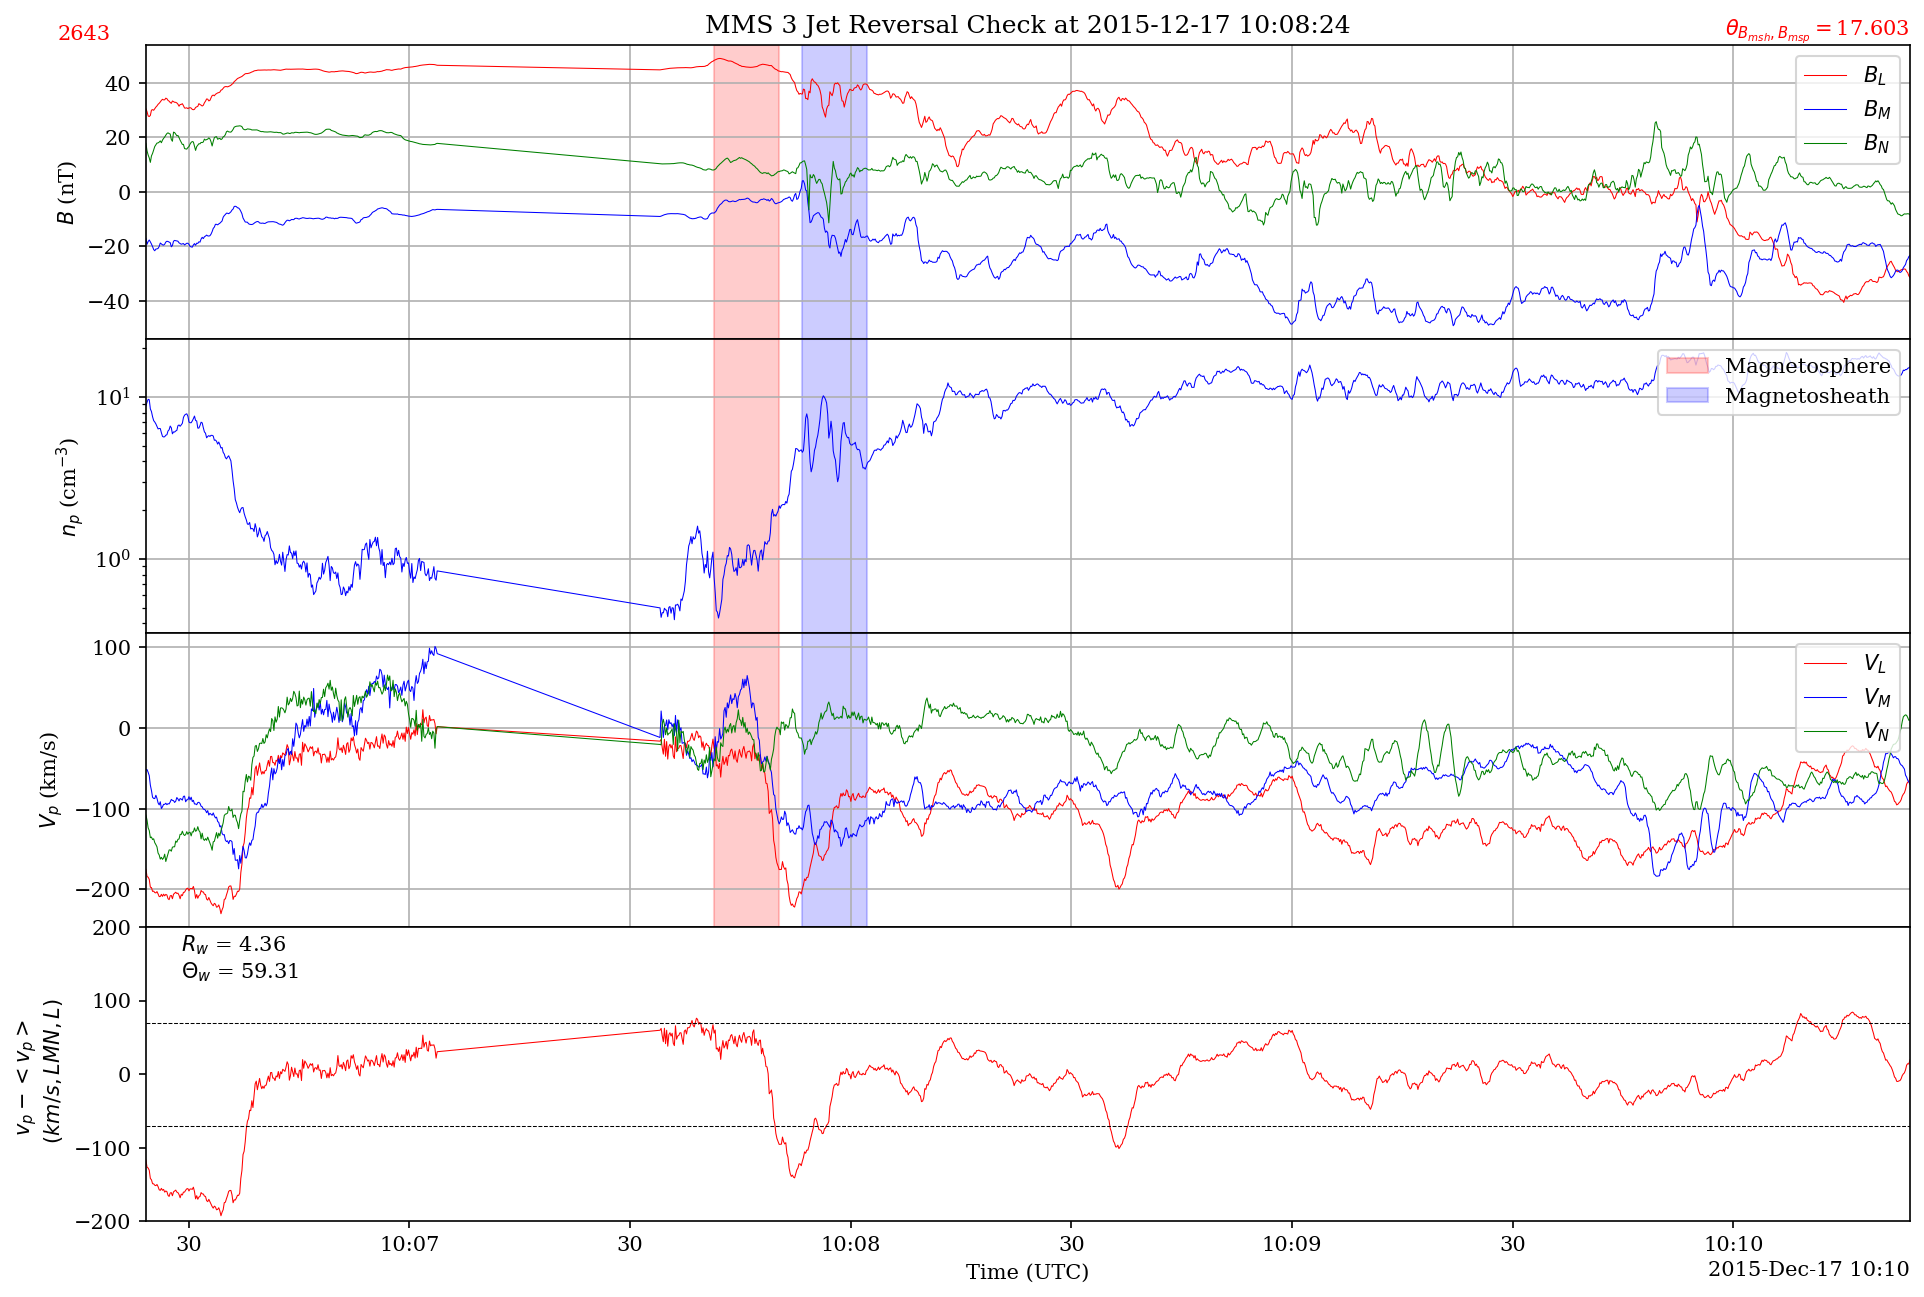 MMS 3 Jet Reversal Check at 2015-12-17 10:08:24
2643
θ_{B_{msh}, B_{msp}} = 17.603
40
20
0
−20
−40
B (nT)
B_L
B_M
B_N
10^1
10^0
n_p (cm^{−3})
Magnetosphere
Magnetosheath
100
0
−100
−200
V_p (km/s)
V_L
V_M
V_N
200
100
0
−100
−200
v_p − <v_p>
(km/s, LMN, L)
R_w = 4.36
Θ_w = 59.31
30 10:07 30 10:08 30 10:09 30 10:10
Time (UTC)
2015-Dec-17 10:10